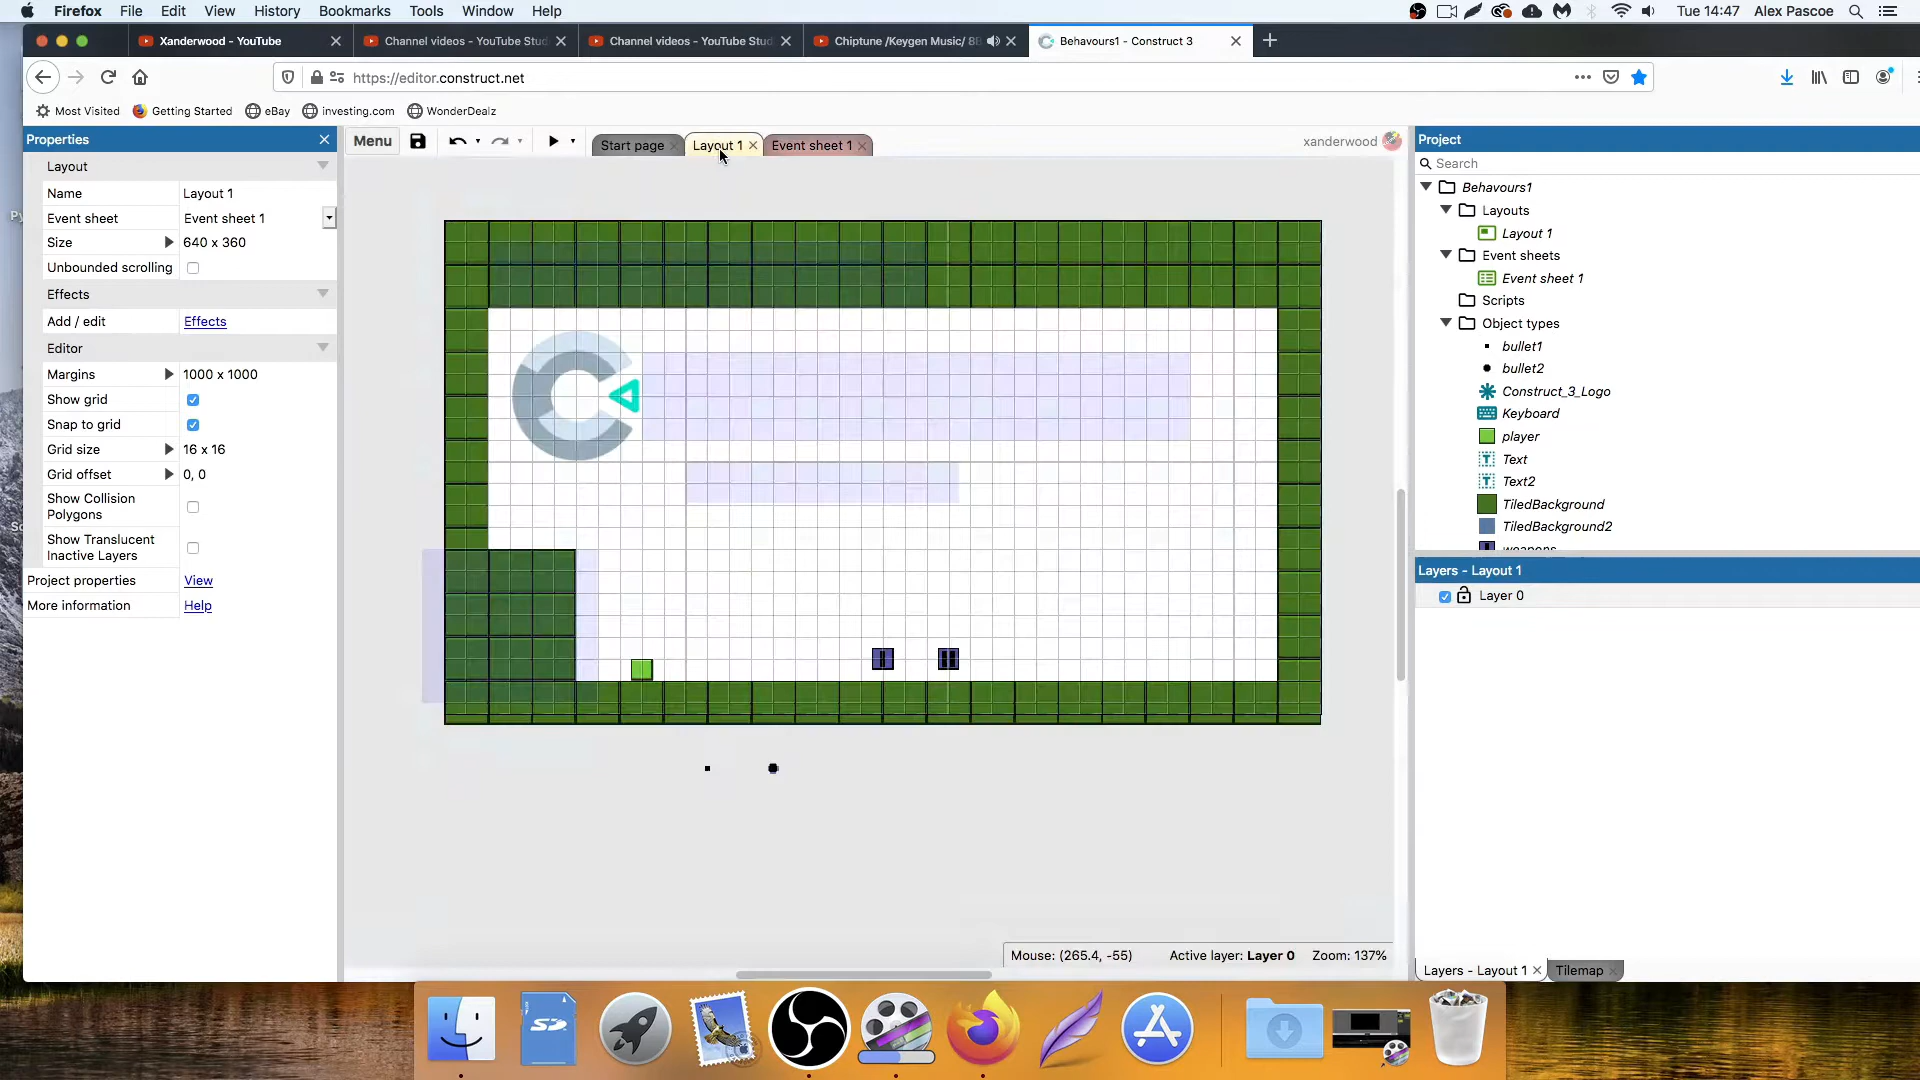 Firefox File Edit View History Bookmarks Tools Window Help Tue 14:47 Alex Pascoe
Xanderwood - YouTube Channel videos - YouTube Stud Channel videos - YouTube Stud Chiptune /Keygen Music/ 8B Behavours1 - Construct 3
https://editor.construct.net
Most Visited Getting Started eBay investing.com WonderDealz
Properties
Menu
Start page
Layout 1
Event sheet 1
xanderwood
Project
Layout
Search
Name Layout 1
Event sheet Event sheet 1
Size 640 x 360
Unbounded scrolling
Effects
Add / edit Effects
Editor
Margins 1000 x 1000
Show grid
Snap to grid
Grid size 16 x 16
Grid offset 0, 0
Show Collision
Polygons
Show Translucent
Inactive Layers
Project properties View
More information Help
Behavours1
Layouts
Layout 1
Event sheets
Event sheet 1
Scripts
Object types
bullet1
bullet2
Construct_3_Logo
Keyboard
player
Text
Text2
TiledBackground
TiledBackground2
weapons
Layers - Layout 1
Layer 0
Mouse: (265.4, -55) Active layer: Layer 0 Zoom: 137%
Layers - Layout 1 Tilemap